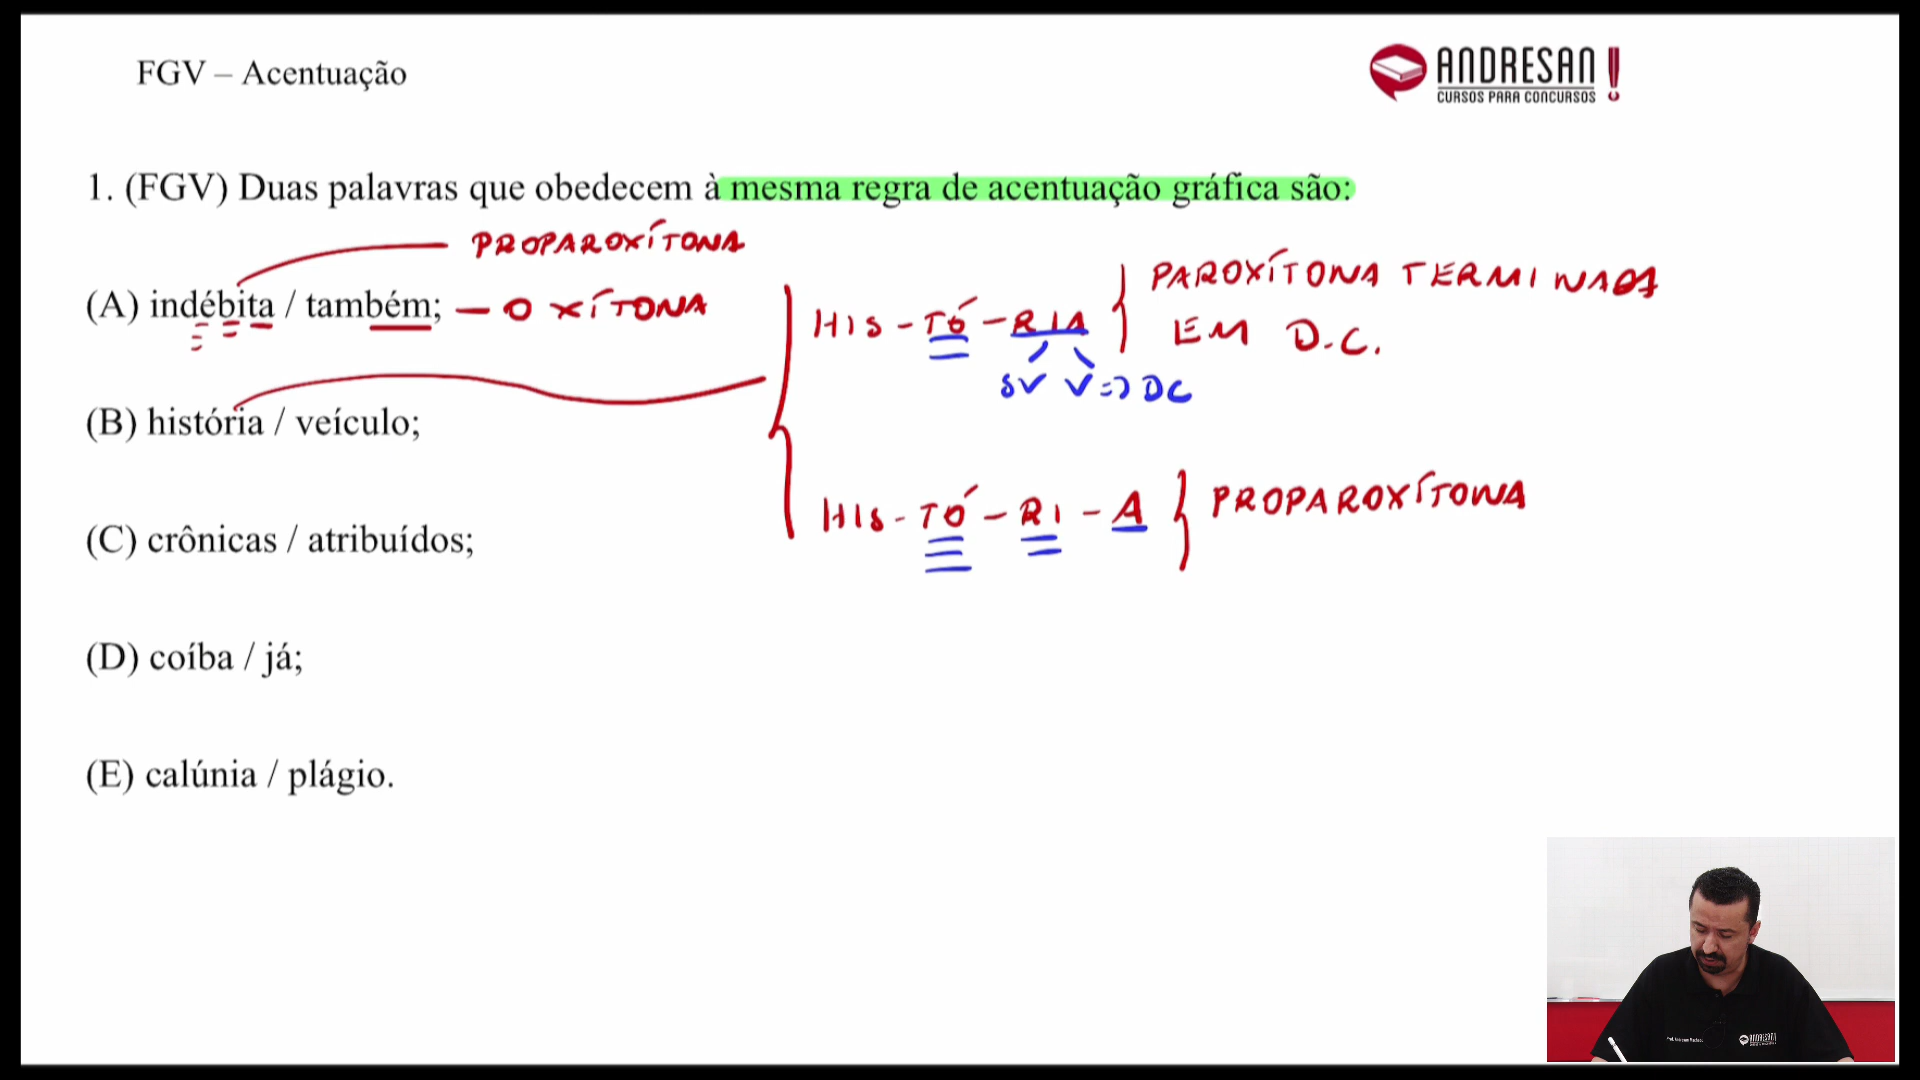 FGV – Acentuação
ANDRESAN
CURSOS PARA CONCURSOS
1. (FGV) Duas palavras que obedecem à mesma regra de acentuação gráfica são:
PROPAROXÍTONA
(A) indébita / também; — OXÍTONA
HIS-TÓ-RIA } PAROXÍTONA TERMINADA
EM D.C.
SV V => DC
(B) história / veículo;
HIS-TÓ-RI-A } PROPAROXÍTONA
(C) crônicas / atribuídos;
(D) coíba / já;
(E) calúnia / plágio.
ANDRESAN